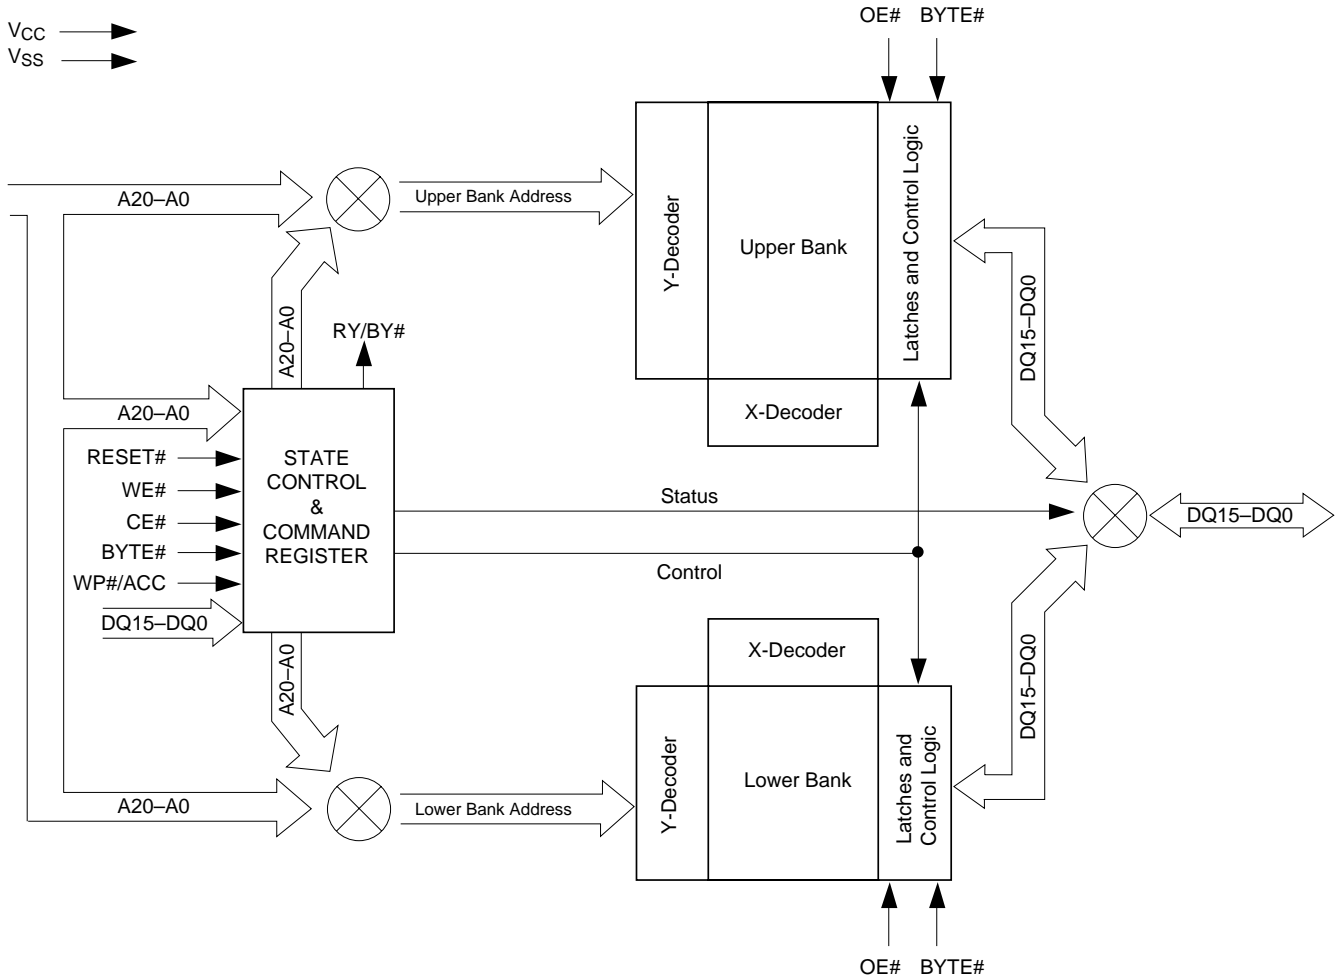 OE# BYTE#
VCC
VSS
A20–A0
Upper Bank Address
Y-Decoder
Upper Bank
Latches and Control Logic
X-Decoder
DQ15–DQ0
A20–A0
RY/BY#
A20–A0
RESET#
WE#
CE#
BYTE#
WP#/ACC
DQ15–DQ0
STATE
CONTROL
&
COMMAND
REGISTER
Status
Control
DQ15–DQ0
A20–A0
X-Decoder
DQ15–DQ0
A20–A0
Lower Bank Address
Y-Decoder
Lower Bank
Latches and
Control Logic
OE# BYTE#